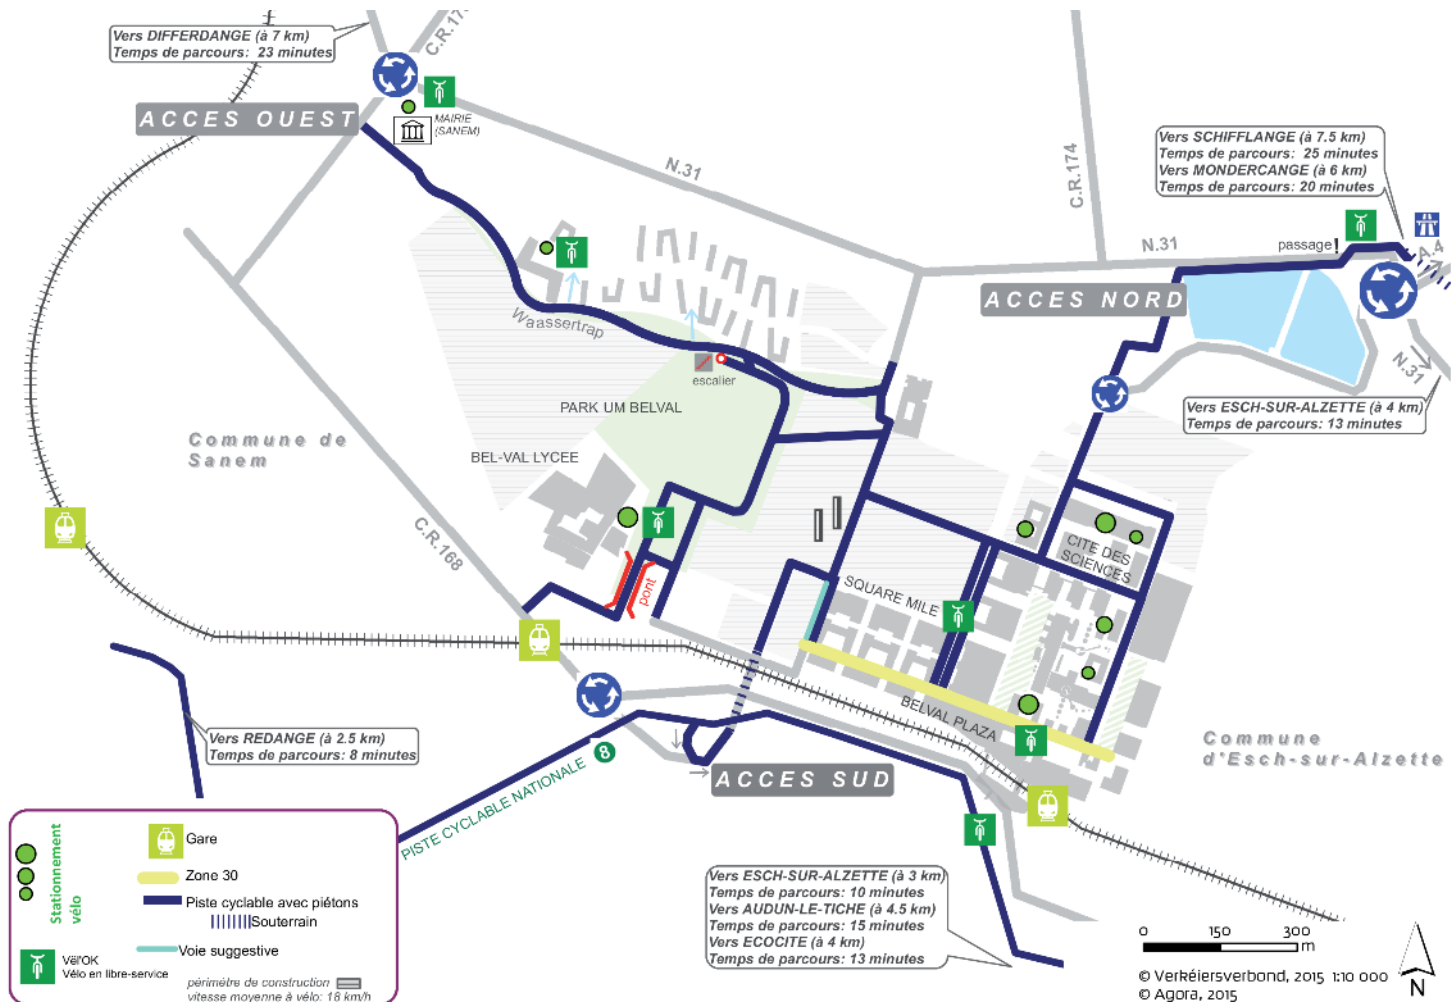 Vers DIFFERDANGE (à 7 km)
Temps de parcours: 23 minutes
ACCES OUEST
MAIRIE
(SANEM)
N.31
C.R.174
Vers SCHIFFLANGE (à 7.5 km)
Temps de parcours: 25 minutes
Vers MONDERCANGE (à 6 km)
Temps de parcours: 20 minutes
passage !
N.31
A.4
ACCES NORD
N.31
Vers ESCH-SUR-ALZETTE (à 4 km)
Temps de parcours: 13 minutes
Waassertrap
escalier
PARK UM BELVAL
BEL-VAL LYCEE
Commune de
Sanem
C.R.168
pont
SQUARE MILE
CITE DES
SCIENCES
BELVAL PLAZA
Commune
d'Esch-sur-Alzette
Vers REDANGE (à 2.5 km)
Temps de parcours: 8 minutes
PISTE CYCLABLE NATIONALE 8
ACCES SUD
Vers ESCH-SUR-ALZETTE (à 3 km)
Temps de parcours: 10 minutes
Vers AUDUN-LE-TICHE (à 4.5 km)
Temps de parcours: 15 minutes
Vers ECOCITE (à 4 km)
Temps de parcours: 13 minutes
Stationnement
vélo
Gare
Zone 30
Piste cyclable avec piétons
Souterrain
Voie suggestive
Vël'OK
Vélo en libre-service
périmètre de construction
vitesse moyenne à vélo: 18 km/h
0 150 300
m
© Verkéiersverbond, 2015 1:10 000
© Agora, 2015
N